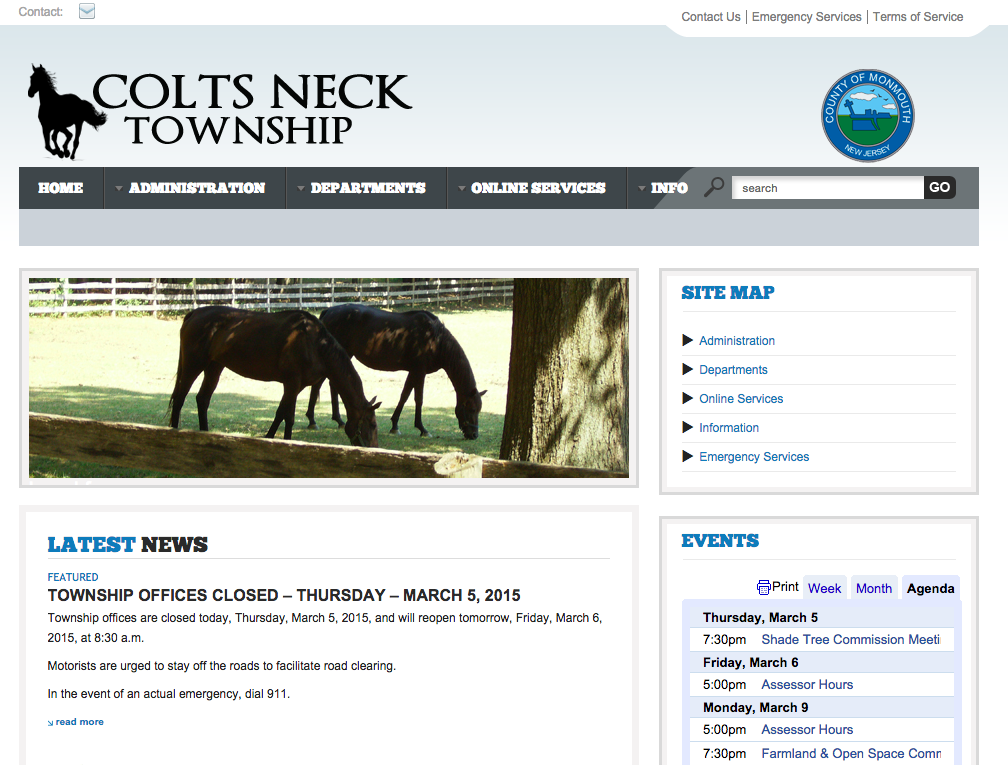 Contact:
Contact Us | Emergency Services | Terms of Service
COLTS NECK
TOWNSHIP
COUNTY OF MONMOUTH
NEW JERSEY
HOME ADMINISTRATION DEPARTMENTS ONLINE SERVICES INFO search GO
SITE MAP
Administration
Departments
Online Services
Information
Emergency Services
LATEST NEWS
FEATURED
TOWNSHIP OFFICES CLOSED – THURSDAY – MARCH 5, 2015
Township offices are closed today, Thursday, March 5, 2015, and will reopen tomorrow, Friday, March 6,
2015, at 8:30 a.m.
Motorists are urged to stay off the roads to facilitate road clearing.
In the event of an actual emergency, dial 911.
read more
EVENTS
Print Week Month Agenda
Thursday, March 5
7:30pm Shade Tree Commission Meeti
Friday, March 6
5:00pm Assessor Hours
Monday, March 9
5:00pm Assessor Hours
7:30pm Farmland & Open Space Comm